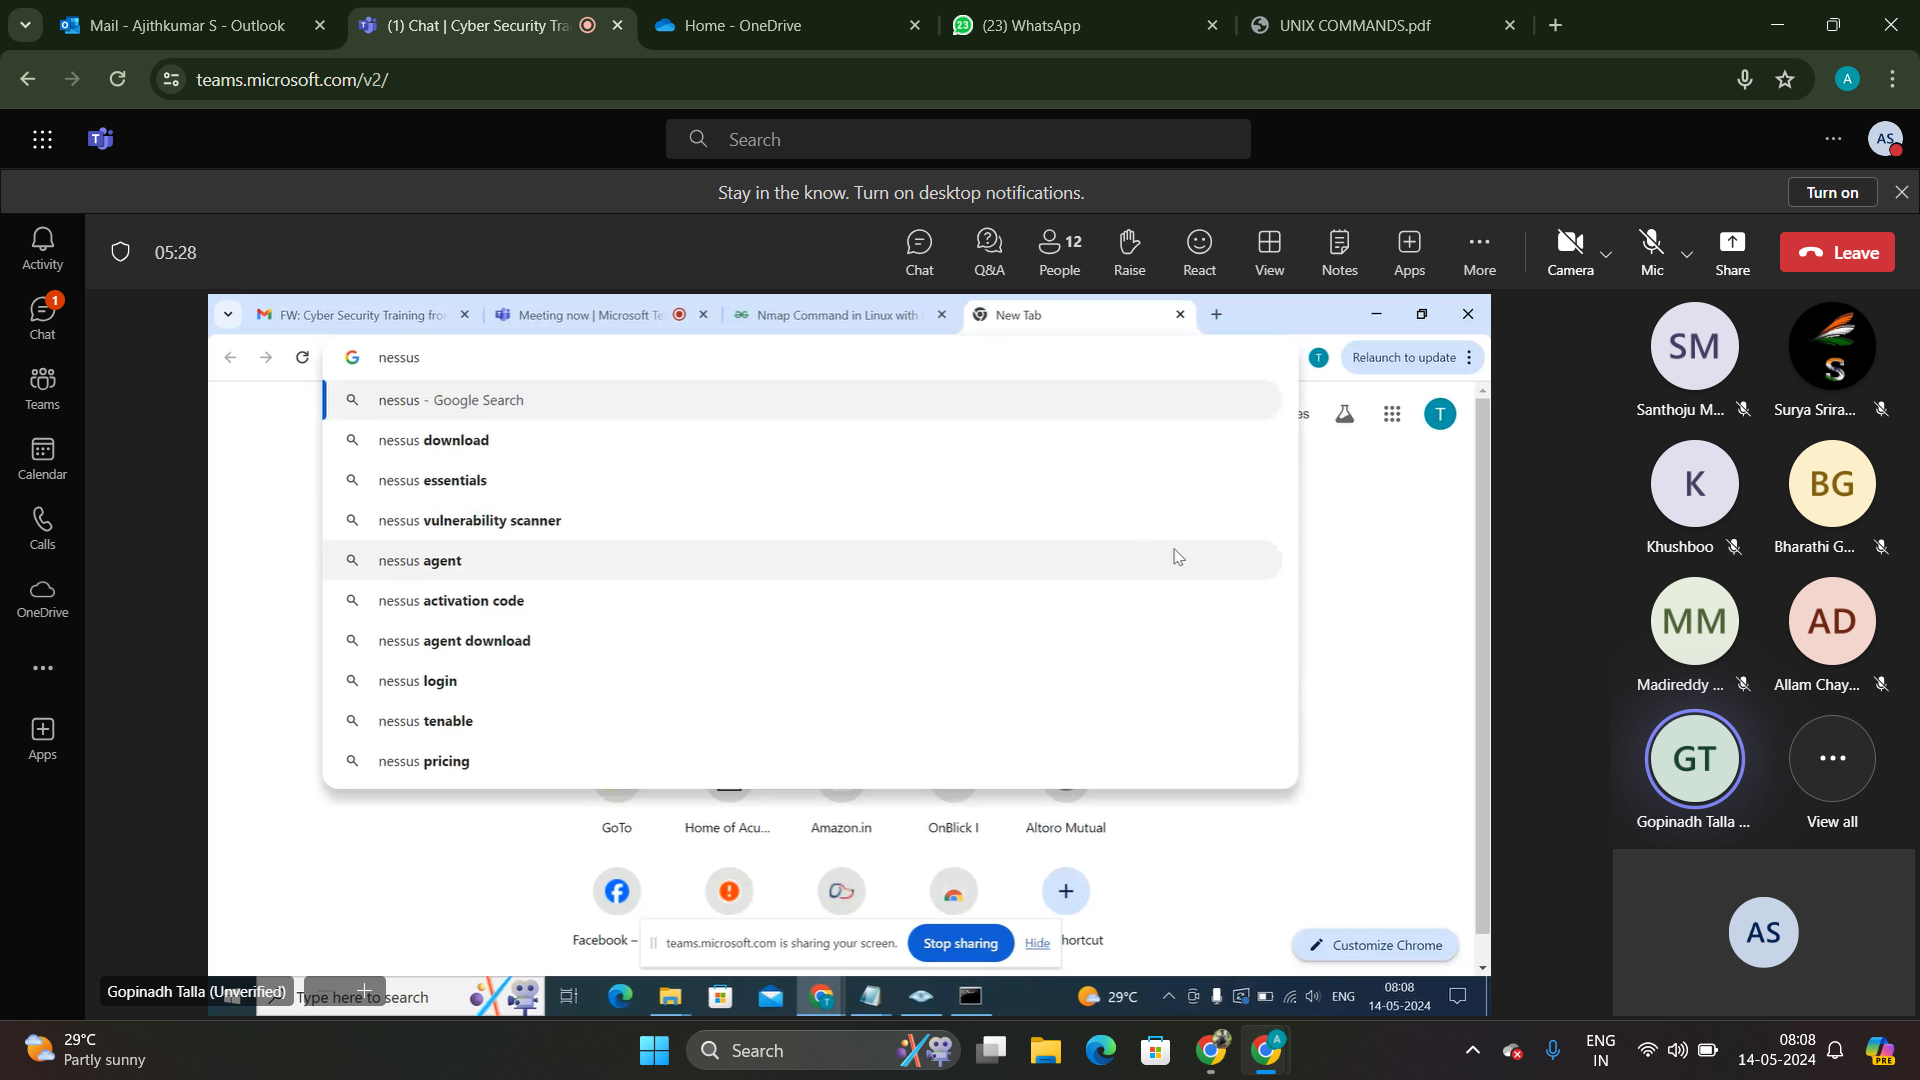 Mail - Ajithkumar S - Outlook
(1) Chat | Cyber Security Tra
Home - OneDrive
23
(23) WhatsApp
UNIX COMMANDS.pdf
teams.microsoft.com/v2/
A
Search
AS
Stay in the know. Turn on desktop notifications.
Turn on
Activity
1
Chat
Teams
Calendar
Calls
OneDrive
Apps
05:28
Chat
Q&A
12
People
Raise
React
View
Notes
Apps
More
Camera
Mic
Share
Leave
FW: Cyber Security Training fro
Meeting now | Microsoft Te
Nmap Command in Linux with
New Tab
nessus
T
Relaunch to update
nessus - Google Search
es
T
nessus download
nessus essentials
nessus vulnerability scanner
nessus agent
nessus activation code
nessus agent download
nessus login
nessus tenable
nessus pricing
GoTo
Home of Acu...
Amazon.in
OnBlick I
Altoro Mutual
Facebook –
hortcut
teams.microsoft.com is sharing your screen.
Stop sharing
Hide
Customize Chrome
Gopinadh Talla (Unverified)
Type here to search
29°C
ENG
08:08
14-05-2024
SM
S
Santhoju M...
Surya Srira...
K
BG
Khushboo
Bharathi G...
MM
AD
Madireddy ...
Allam Chay...
GT
Gopinadh Talla ...
View all
AS
29°C
Partly sunny
Search
A
ENG
IN
08:08
14-05-2024
PRE